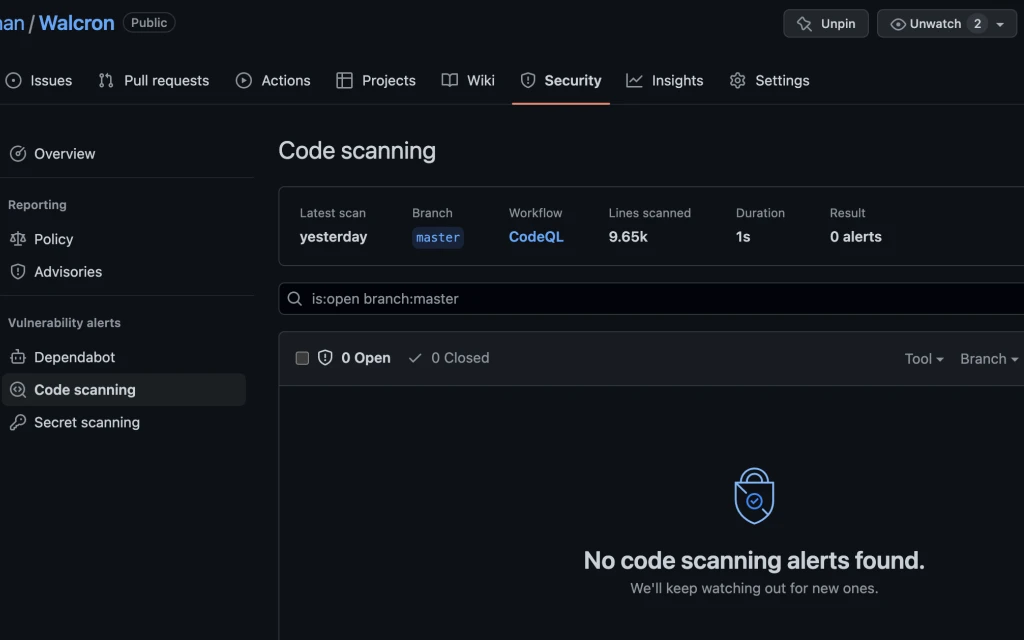 / Walcron Public
Unpin
Unwatch 2
Issues Pull requests Actions Projects Wiki Security Insights Settings
Overview
Reporting
Policy
Advisories
Vulnerability alerts
Dependabot
Code scanning
Secret scanning
Code scanning
Latest scan Branch Workflow Lines scanned Duration Result
yesterday master CodeQL 9.65k 1s 0 alerts
is:open branch:master
0 Open 0 Closed Tool Branch
No code scanning alerts found.
We'll keep watching out for new ones.